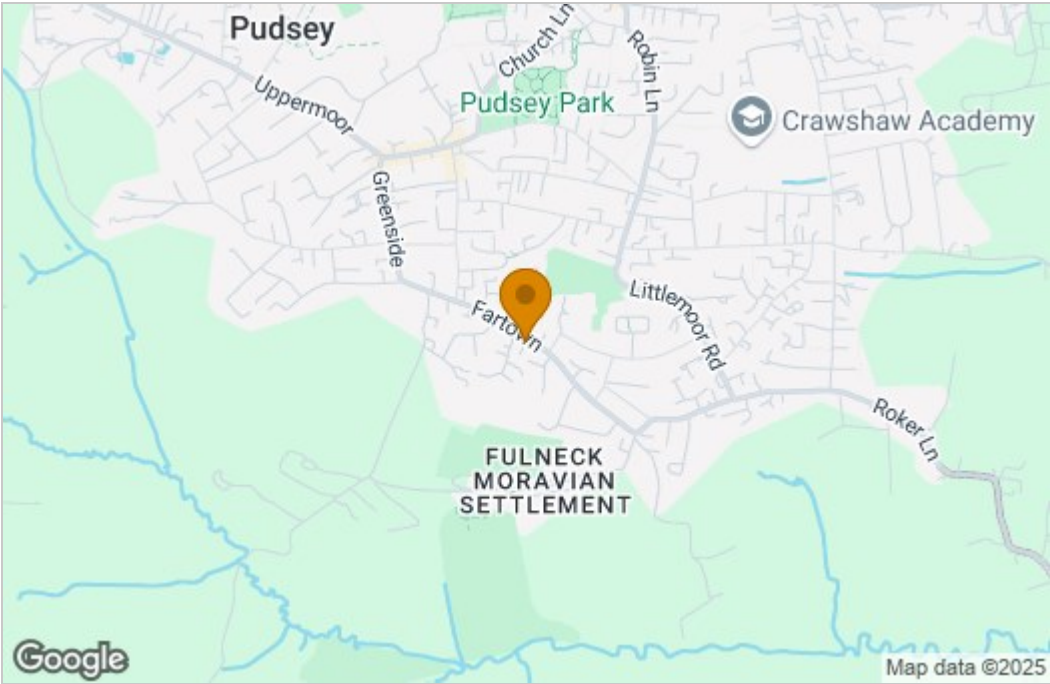 Pudsey
Church Ln
Robin Ln
Uppermoor
Pudsey Park
Crawshaw Academy
Greenside
Littlemoor Rd
Fartown
Roker Ln
FULNECK
MORAVIAN
SETTLEMENT
Google
Map data ©2025